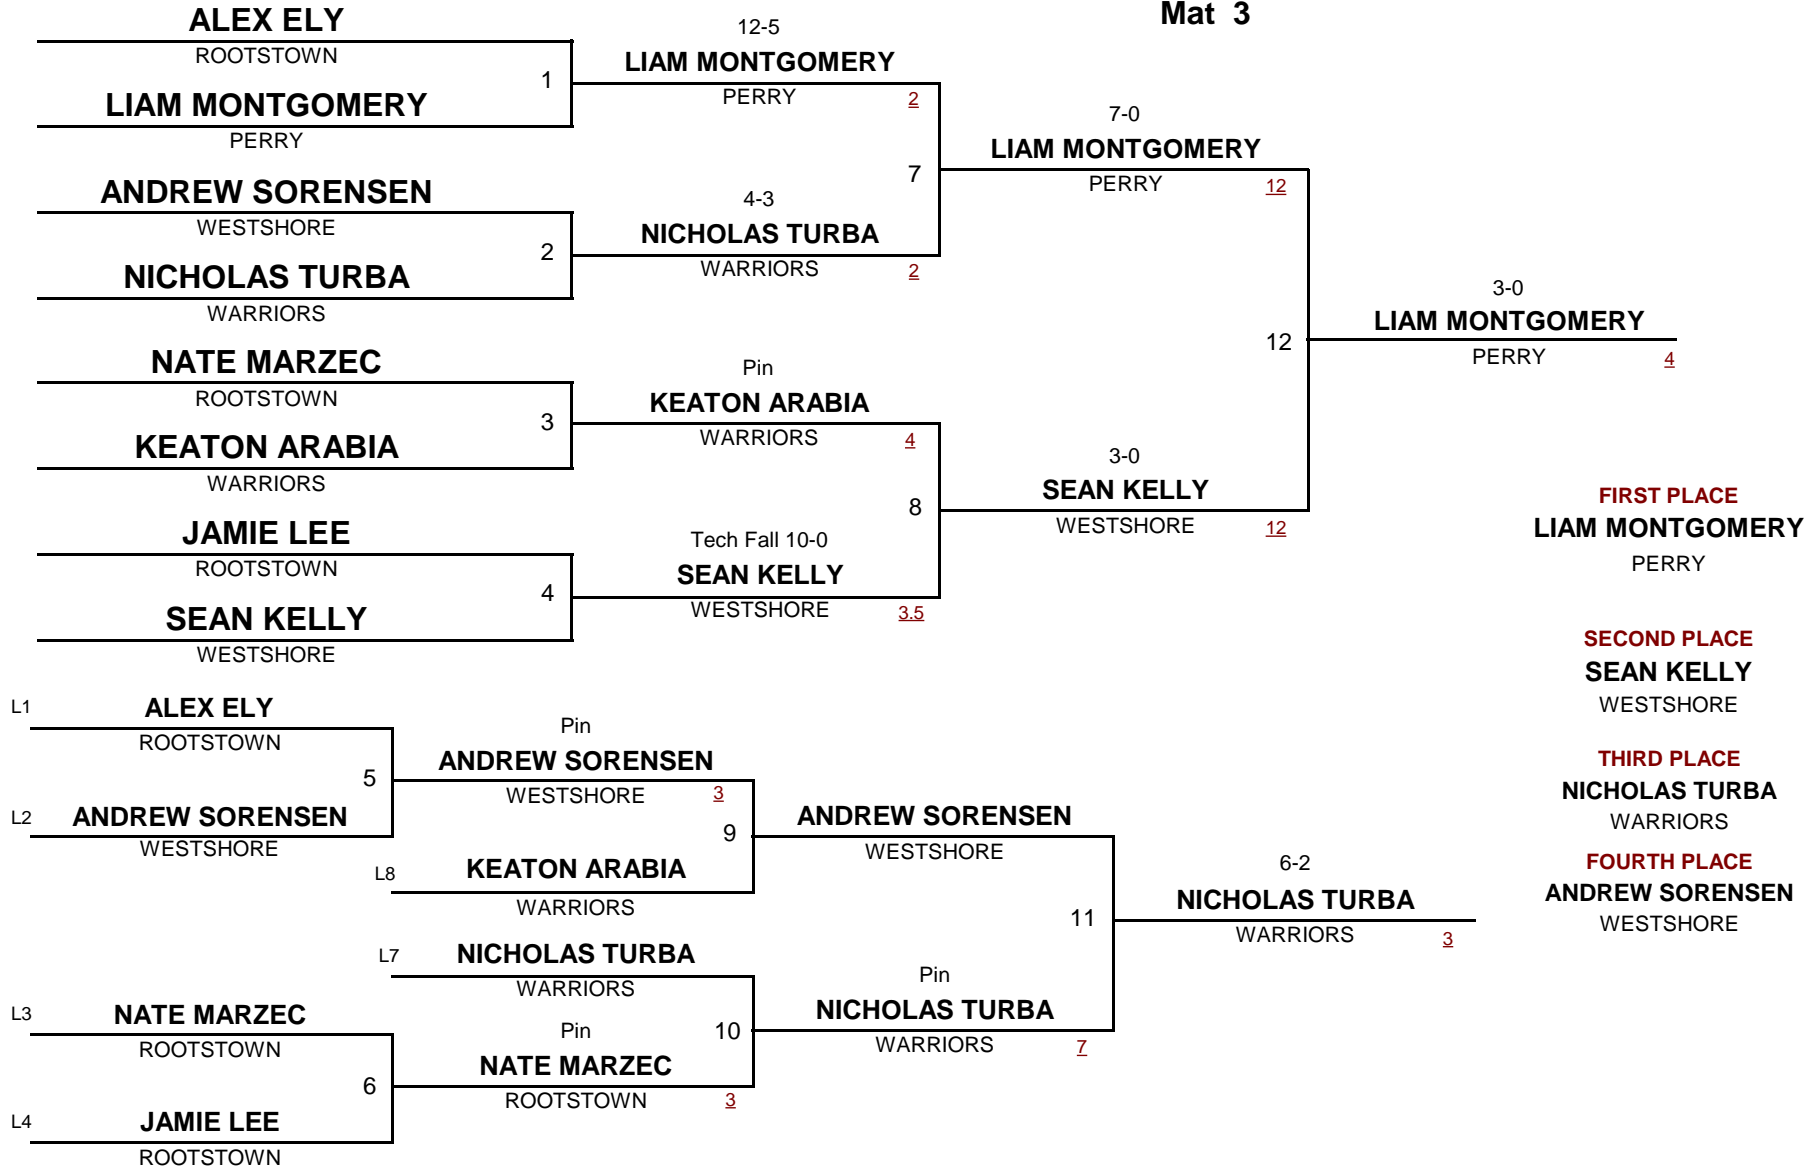 Mat 3
ALEX ELY
ROOTSTOWN
1
LIAM MONTGOMERY
PERRY
ANDREW SORENSEN
WESTSHORE
2
NICHOLAS TURBA
WARRIORS
NATE MARZEC
ROOTSTOWN
3
KEATON ARABIA
WARRIORS
JAMIE LEE
ROOTSTOWN
4
SEAN KELLY
WESTSHORE
12-5
LIAM MONTGOMERY
PERRY 2
7
4-3
NICHOLAS TURBA
WARRIORS 2
Pin
KEATON ARABIA
WARRIORS 4
8
Tech Fall 10-0
SEAN KELLY
WESTSHORE 3.5
7-0
LIAM MONTGOMERY
PERRY 12
12
3-0
SEAN KELLY
WESTSHORE 12
3-0
LIAM MONTGOMERY
PERRY 4
FIRST PLACE
LIAM MONTGOMERY
PERRY
SECOND PLACE
SEAN KELLY
WESTSHORE
THIRD PLACE
NICHOLAS TURBA
WARRIORS
FOURTH PLACE
ANDREW SORENSEN
WESTSHORE
L1 ALEX ELY
ROOTSTOWN
5
L2 ANDREW SORENSEN
WESTSHORE
L3 NATE MARZEC
ROOTSTOWN
6
L4 JAMIE LEE
ROOTSTOWN
Pin
ANDREW SORENSEN
WESTSHORE 3
9
L8 KEATON ARABIA
WARRIORS
L7 NICHOLAS TURBA
WARRIORS
10
Pin
NATE MARZEC
ROOTSTOWN 3
ANDREW SORENSEN
WESTSHORE
11
Pin
NICHOLAS TURBA
WARRIORS 7
6-2
NICHOLAS TURBA
WARRIORS 3